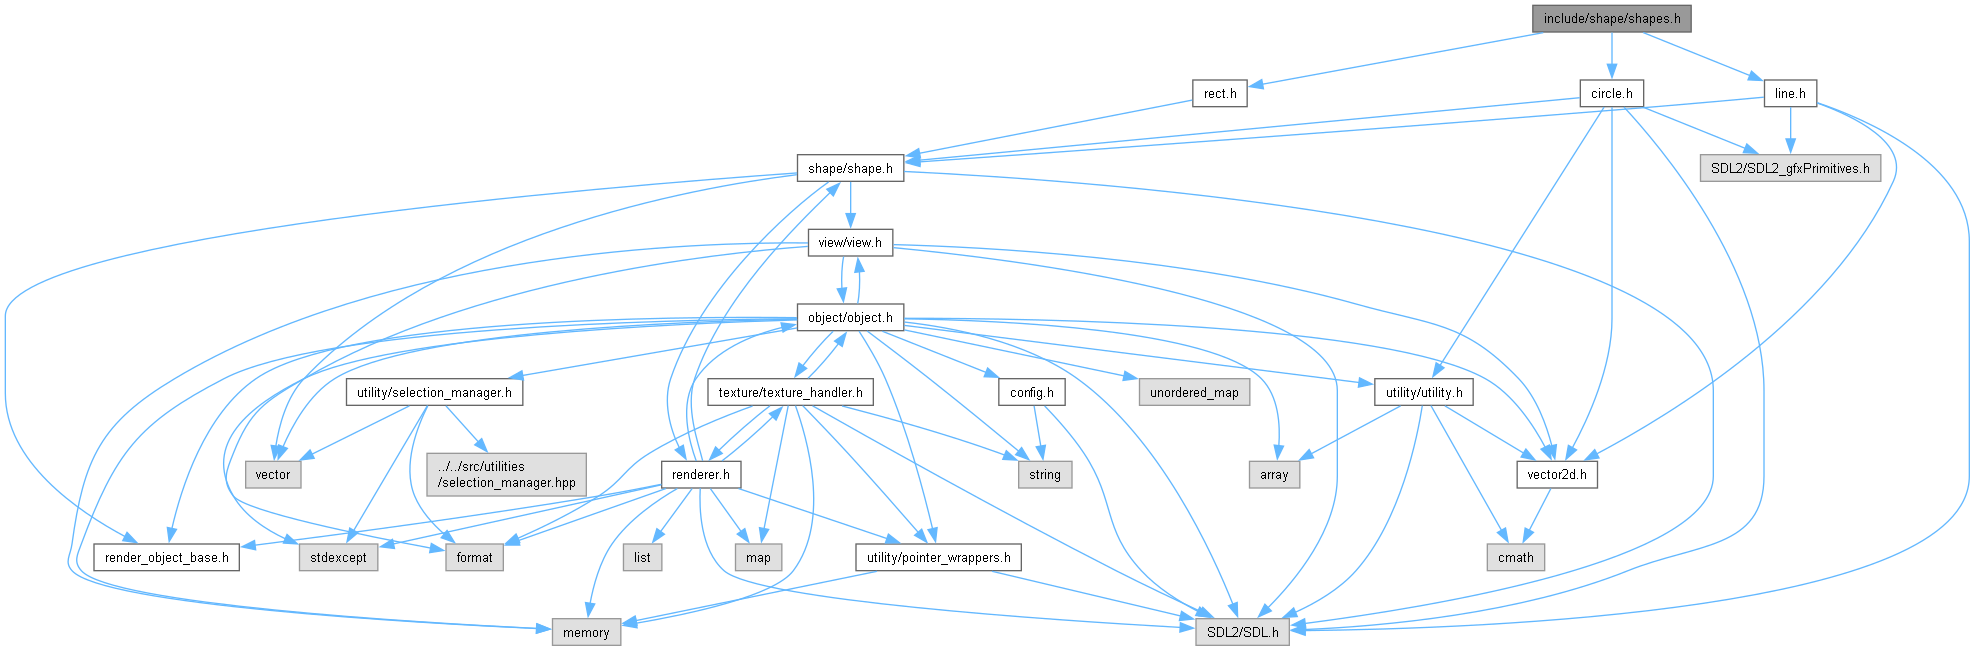 include/shape/shapes.h
rect.h
circle.h
line.h
shape/shape.h
SDL2/SDL2_gfxPrimitives.h
view/view.h
object/object.h
utility/selection_manager.h
texture/texture_handler.h
config.h
unordered_map
utility/utility.h
vector
../../src/utilities
/selection_manager.hpp
renderer.h
string
array
vector2d.h
render_object_base.h
stdexcept
format
list
map
utility/pointer_wrappers.h
cmath
memory
SDL2/SDL.h